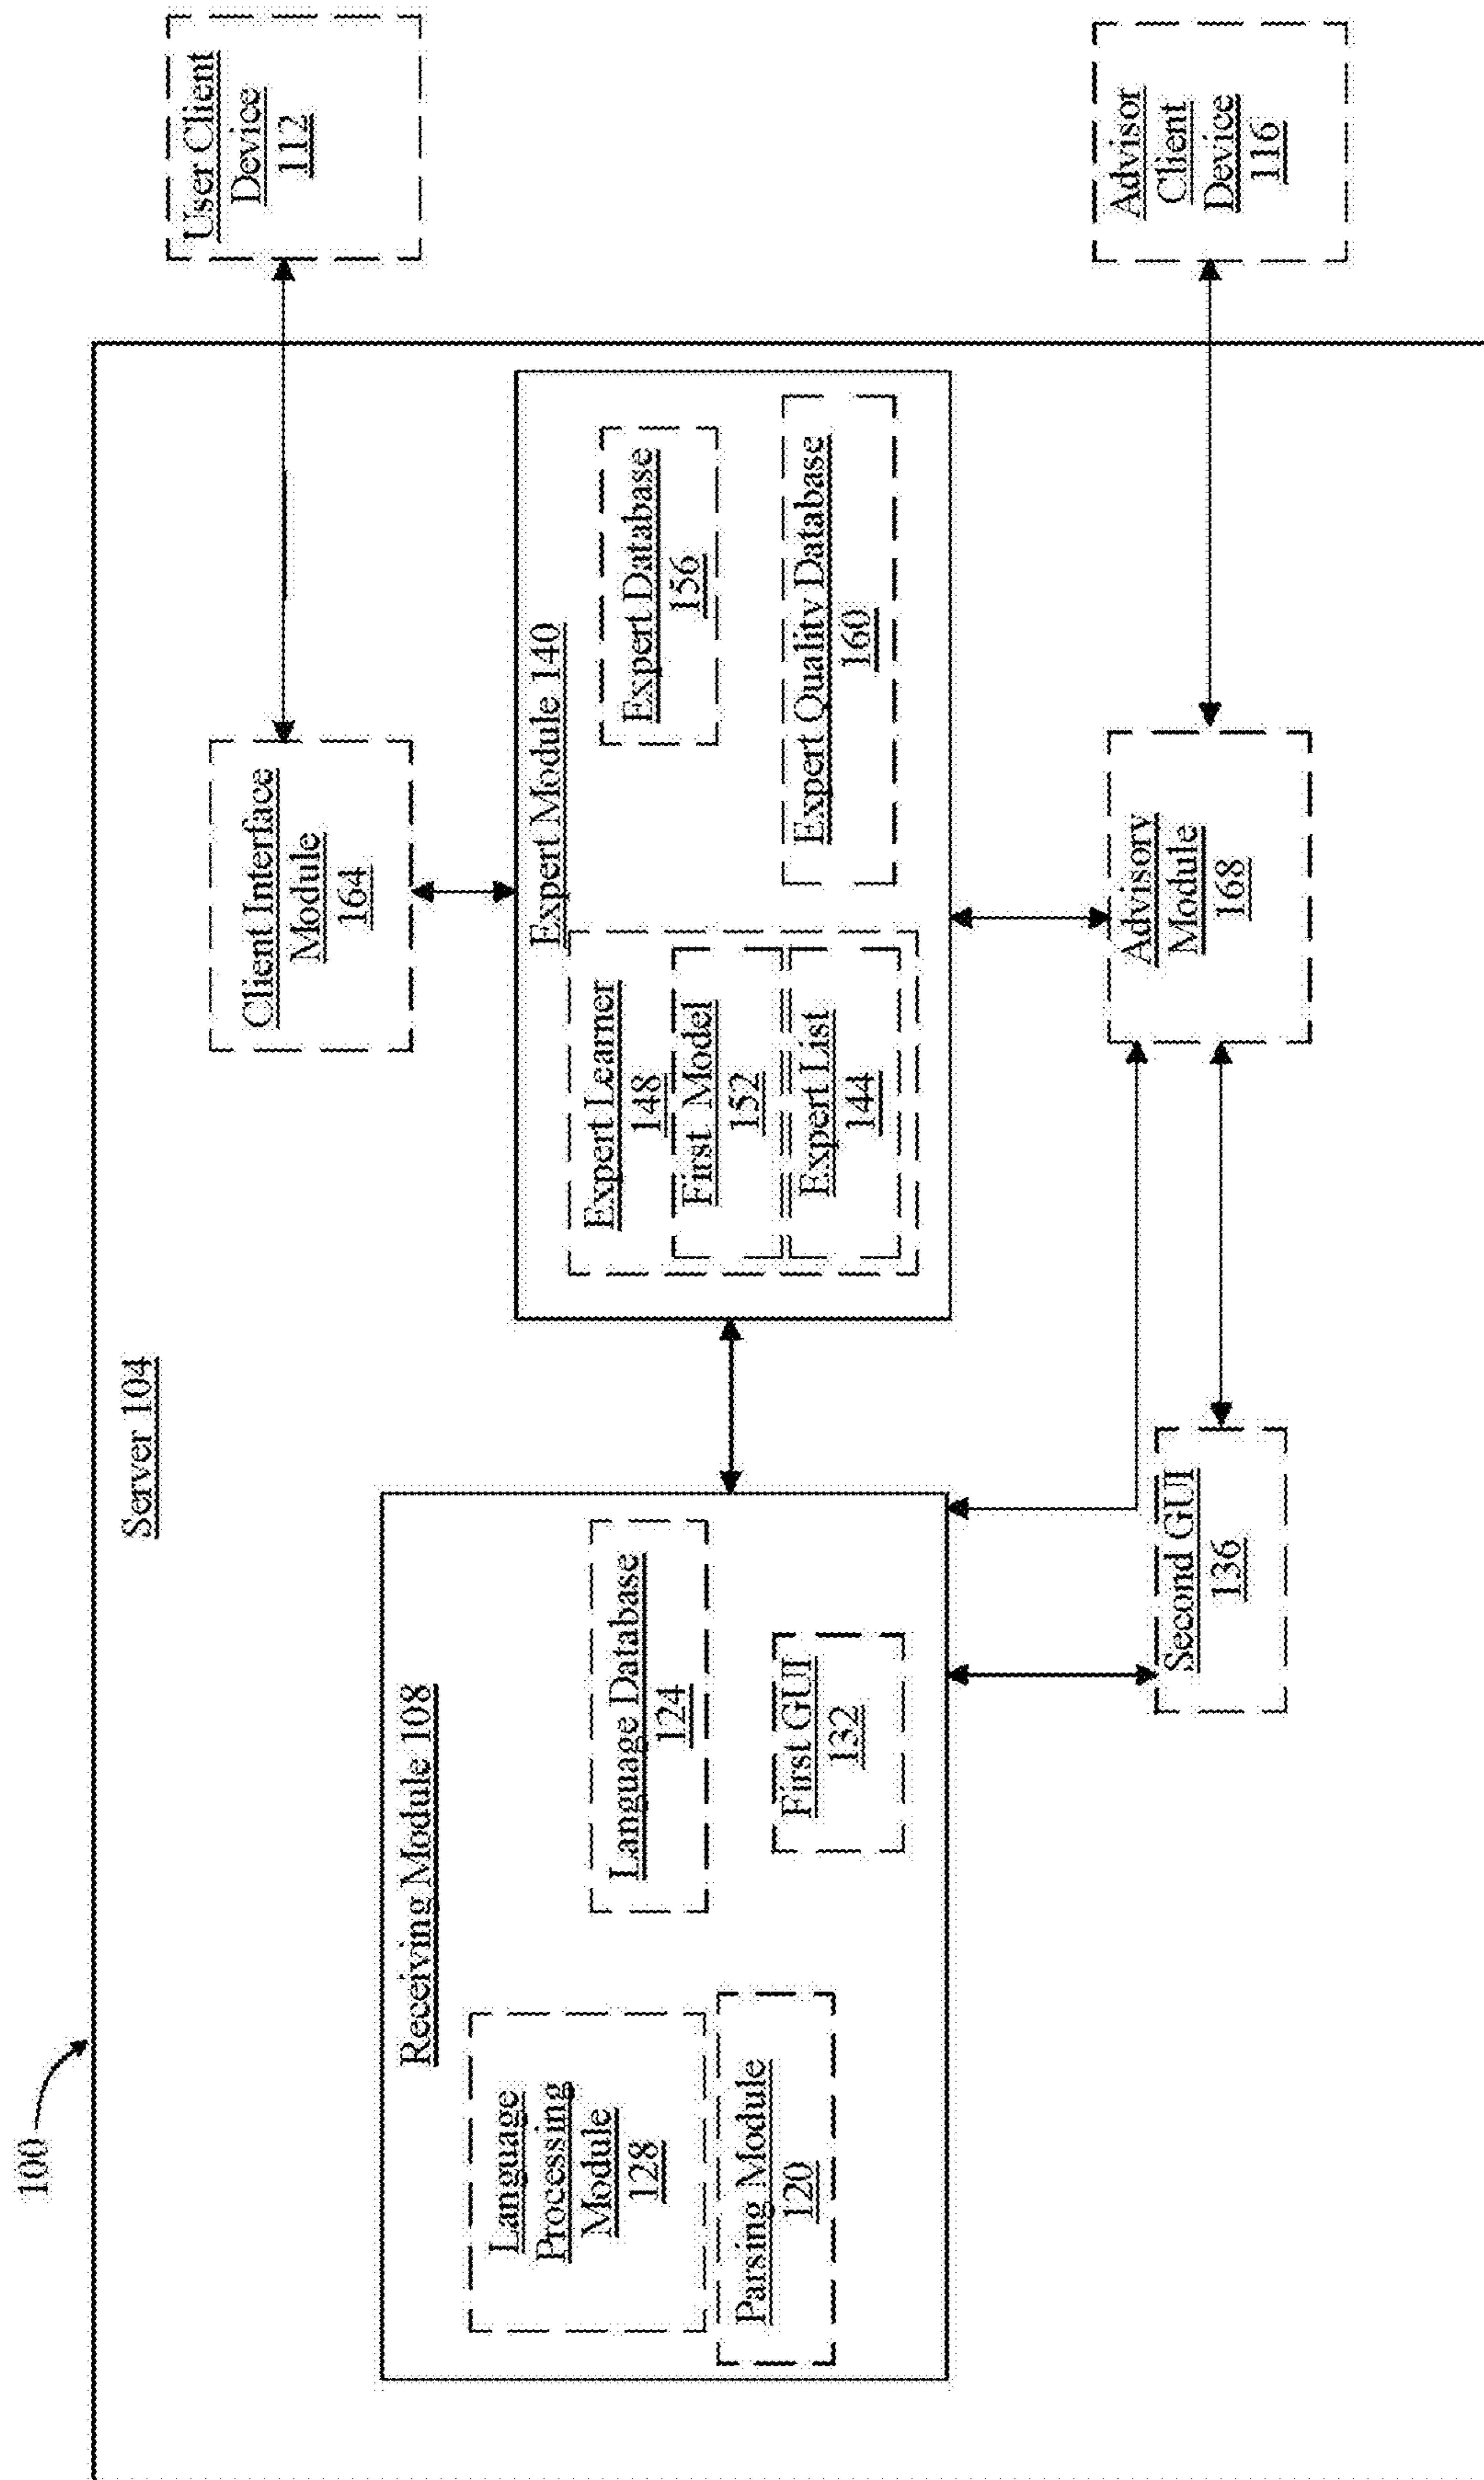 100
Server 104
Receiving Module 108
Language
Processing
Module
128
Parsing Module
120
Language Database
124
First GUI
132
Second GUI
136
Expert Module 140
Expert Learner
148
First Model
152
Expert List
144
Expert Database
156
Expert Quality Database
160
Client Interface
Module
164
Advisory
Module
168
User Client
Device
112
Advisor
Client
Device
116